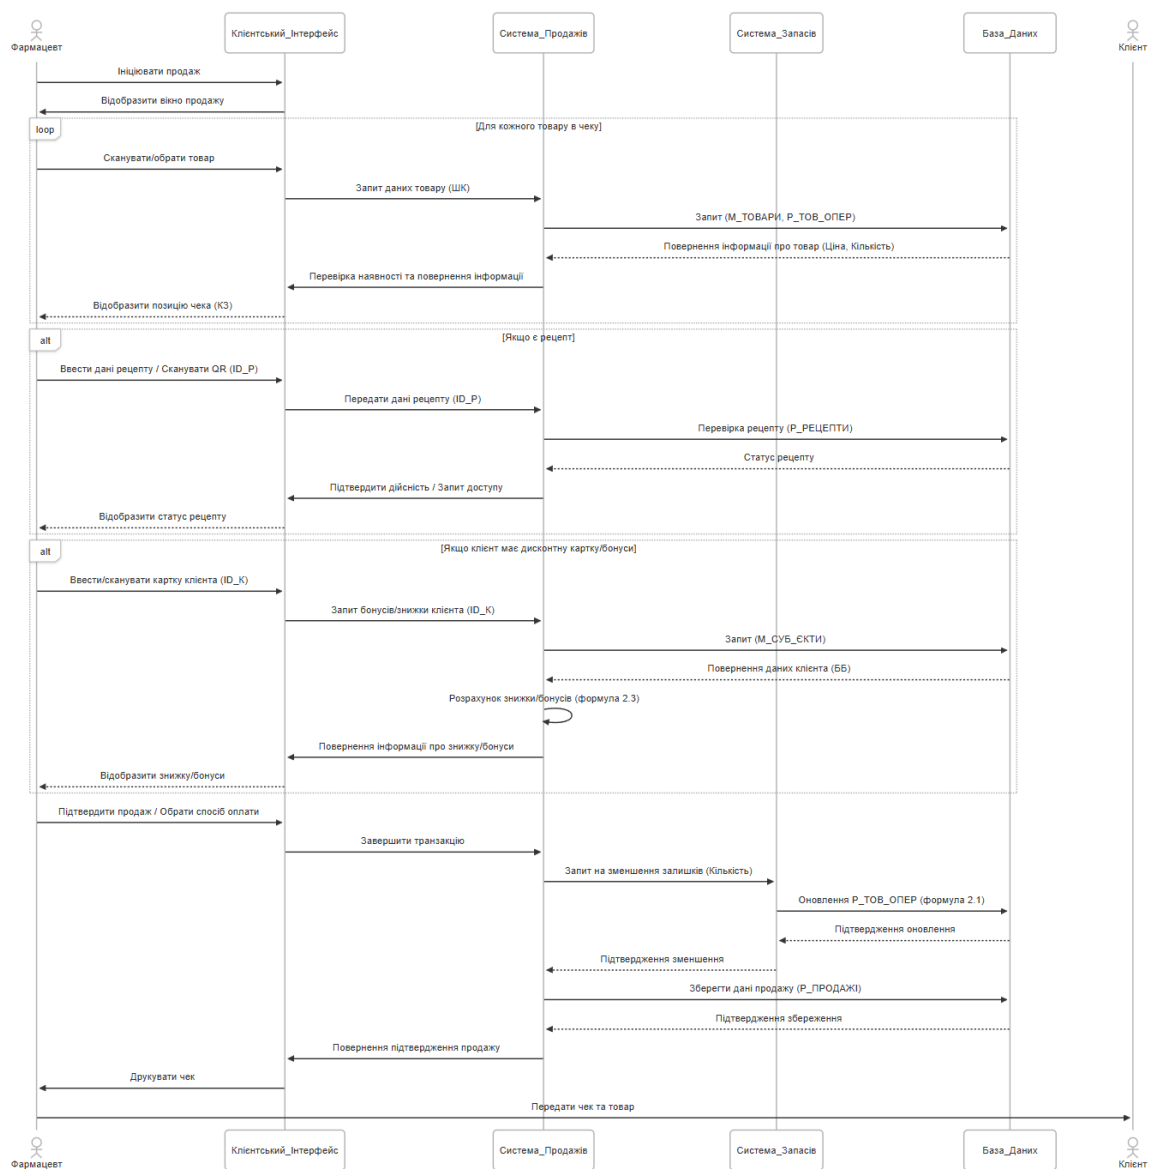 Фармацевт
Клієнтський_Інтерфейс
Система_Продажів
Система_Запасів
База_Даних
Клієнт
Ініціювати продаж
Відобразити вікно продажу
loop
[Для кожного товару в чеку]
Сканувати/обрати товар
Запит даних товару (ШК)
Запит (М_ТОВАРИ, Р_ТОВ_ОПЕР)
Повернення інформації про товар (Ціна, Кількість)
Перевірка наявності та повернення інформації
Відобразити позицію чека (КЗ)
alt
[Якщо є рецепт]
Ввести дані рецепту / Сканувати QR (ID_P)
Передати дані рецепту (ID_P)
Перевірка рецепту (Р_РЕЦЕПТИ)
Статус рецепту
Підтвердити дійсність / Запит доступу
Відобразити статус рецепту
alt
[Якщо клієнт має дисконтну картку/бонуси]
Ввести/сканувати картку клієнта (ID_К)
Запит бонусів/знижки клієнта (ID_К)
Запит (М_СУБ_ЄКТИ)
Повернення даних клієнта (ББ)
Розрахунок знижки/бонусів (формула 2.3)
Повернення інформації про знижку/бонуси
Відобразити знижку/бонуси
Підтвердити продаж / Обрати спосіб оплати
Завершити транзакцію
Запит на зменшення залишків (Кількість)
Оновлення Р_ТОВ_ОПЕР (формула 2.1)
Підтвердження оновлення
Підтвердження зменшення
Зберегти дані продажу (Р_ПРОДАЖІ)
Підтвердження збереження
Повернення підтвердження продажу
Друкувати чек
Передати чек та товар
Фармацевт
Клієнтський_Інтерфейс
Система_Продажів
Система_Запасів
База_Даних
Клієнт